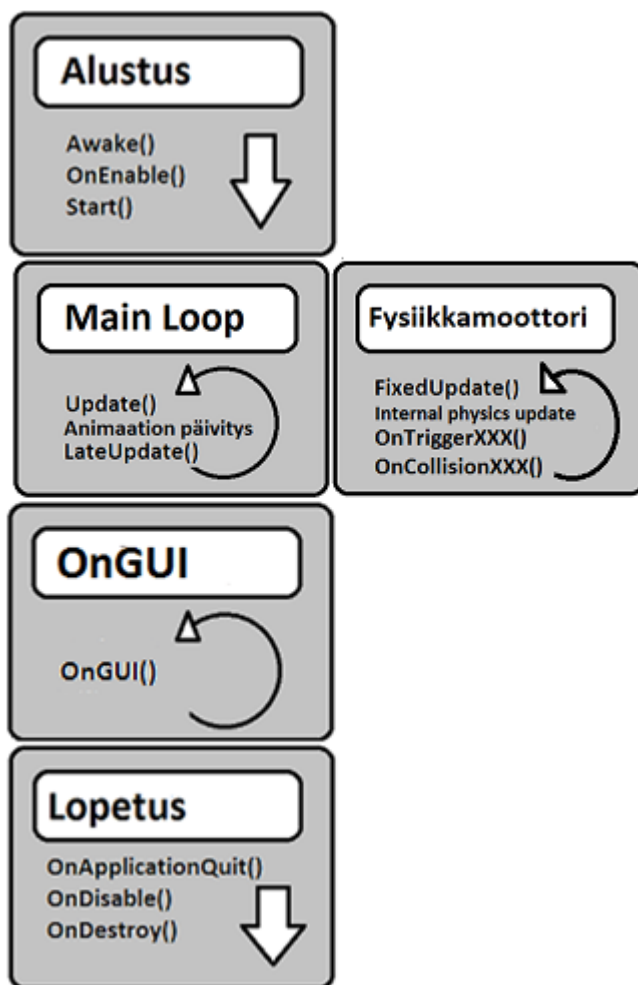 Alustus
Awake()
OnEnable()
Start()
Main Loop
Update()
Animaation päivitys
LateUpdate()
Fysiikkamoottori
FixedUpdate()
Internal physics update
OnTriggerXXX()
OnCollisionXXX()
OnGUI
OnGUI()
Lopetus
OnApplicationQuit()
OnDisable()
OnDestroy()